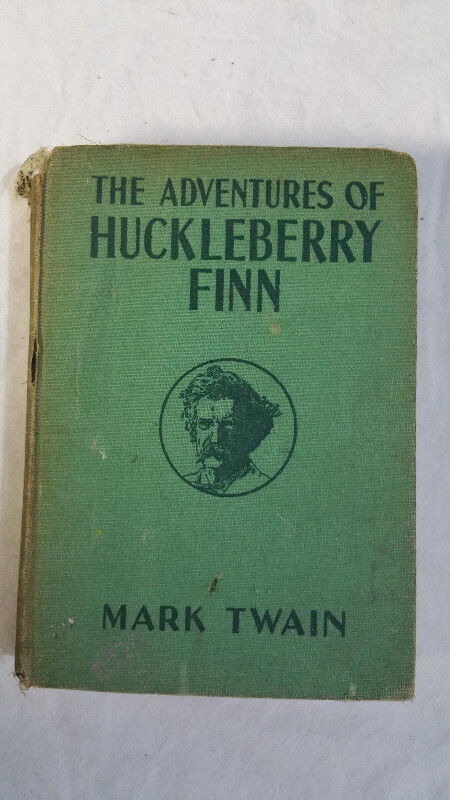 THE ADVENTURES OF
HUCKLEBERRY
FINN
MARK TWAIN